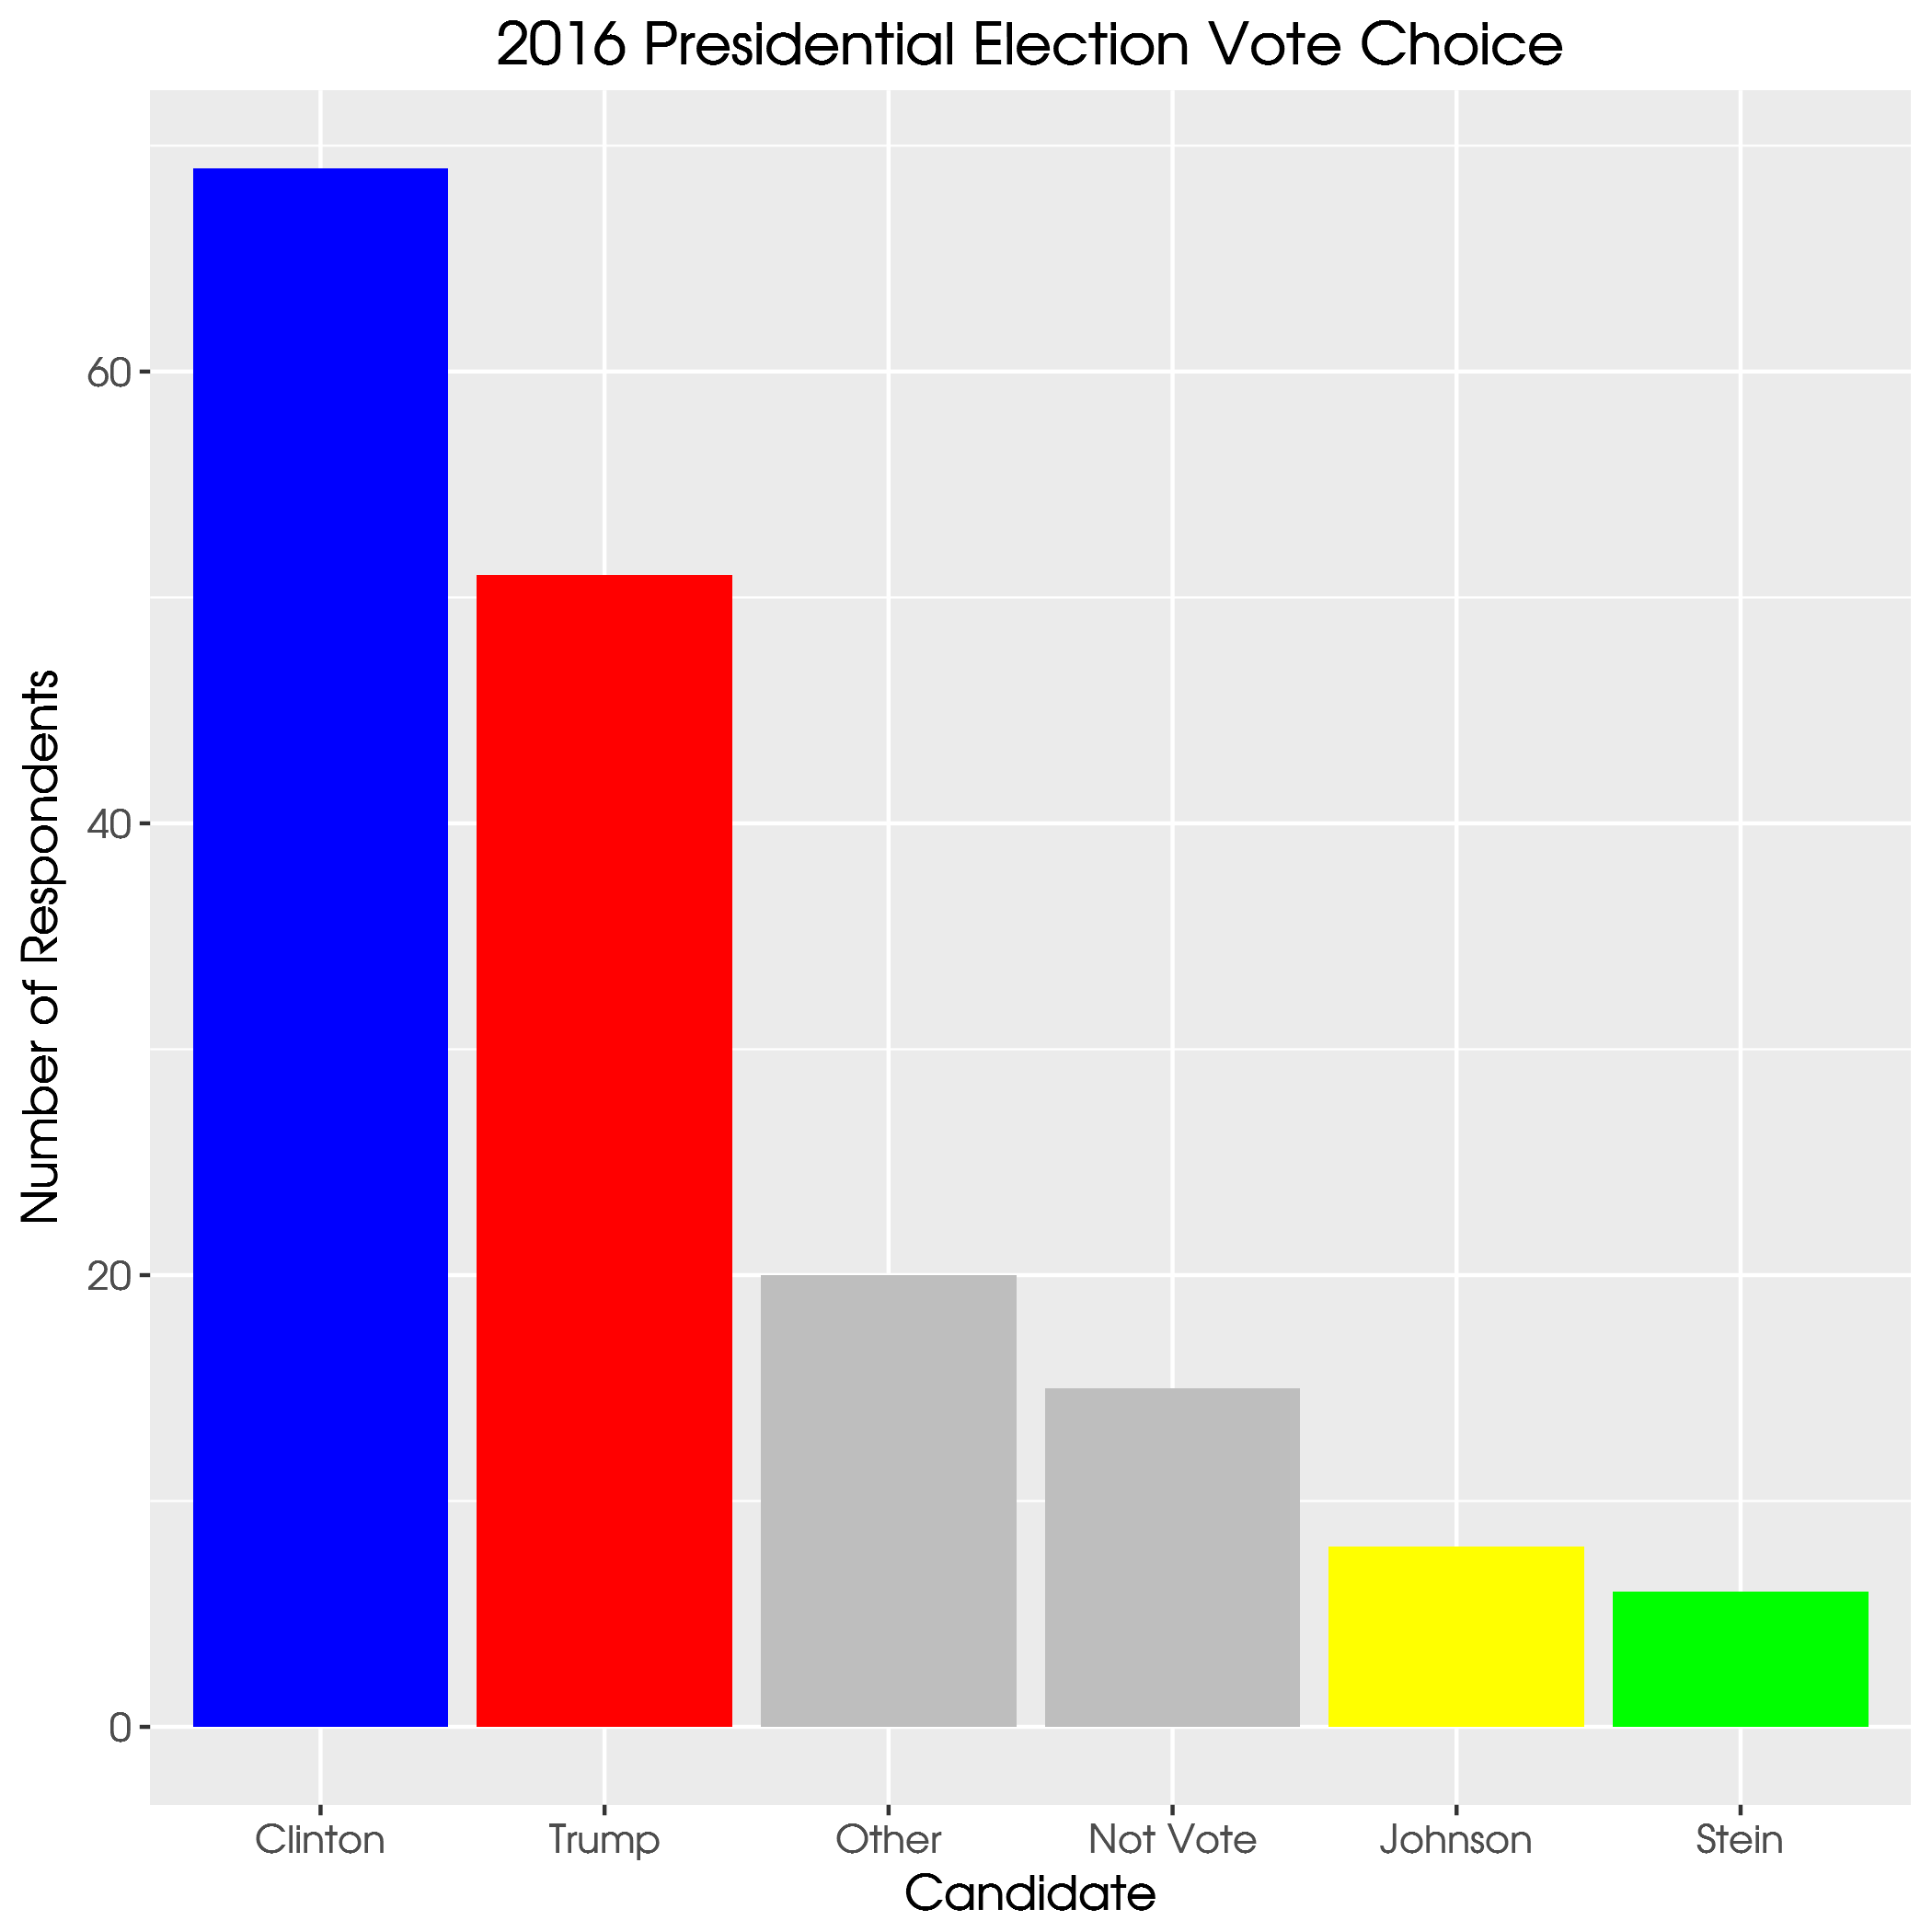 2016 Presidential Election Vote Choice
Number of Respondents
60
40
20
0
Clinton Trump Other Not Vote Johnson Stein
Candidate